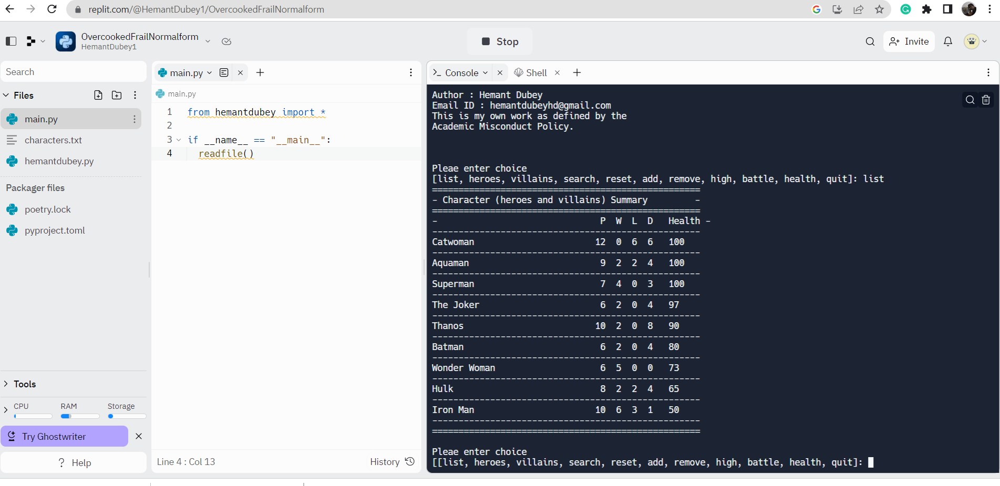 replit.com/@HemantDubey1/OvercookedFrailNormalform
OvercookedFrailNormalform
HemantDubey1
Stop
Invite
Search
Files
main.py
characters.txt
hemantdubey.py
Packager files
poetry.lock
pyproject.toml
Tools
CPU RAM Storage
Try Ghostwriter
? Help
main.py
main.py
1 from hemantdubey import *
2
3 if __name__ == "__main__":
4 readfile()
Line 4 : Col 13
History
Console
Shell
Author : Hemant Dubey
Email ID : hemantdubeyhd@gmail.com
This is my own work as defined by the
Academic Misconduct Policy.
Pleae enter choice
[list, heroes, villains, search, reset, add, remove, high, battle, health, quit]: list
===================================================
- Character (heroes and villains) Summary         -
===================================================
-                               P  W  L  D   Health -
---------------------------------------------------
Catwoman                       12  0  6  6   100
---------------------------------------------------
Aquaman                         9  2  2  4   100
---------------------------------------------------
Superman                        7  4  0  3   100
---------------------------------------------------
The Joker                       6  2  0  4   97
---------------------------------------------------
Thanos                         10  2  0  8   90
---------------------------------------------------
Batman                          6  2  0  4   80
---------------------------------------------------
Wonder Woman                    6  5  0  0   73
---------------------------------------------------
Hulk                            8  2  2  4   65
---------------------------------------------------
Iron Man                       10  6  3  1   50
---------------------------------------------------
===================================================
Pleae enter choice
[[list, heroes, villains, search, reset, add, remove, high, battle, health, quit]: